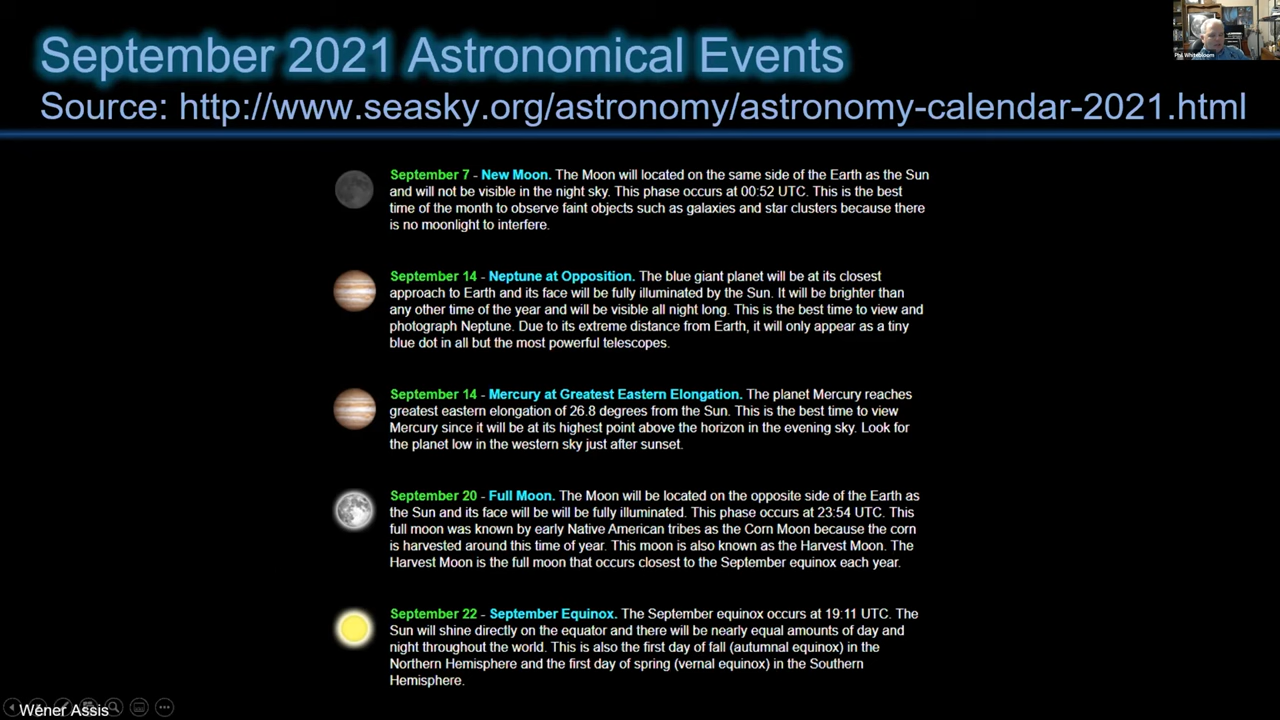 September 2021 Astronomical Events
Source: http://www.seasky.org/astronomy/astronomy-calendar-2021.html
Phil Whitebloom
September 7 - New Moon. The Moon will located on the same side of the Earth as the Sun
and will not be visible in the night sky. This phase occurs at 00:52 UTC. This is the best
time of the month to observe faint objects such as galaxies and star clusters because there
is no moonlight to interfere.
September 14 - Neptune at Opposition. The blue giant planet will be at its closest
approach to Earth and its face will be fully illuminated by the Sun. It will be brighter than
any other time of the year and will be visible all night long. This is the best time to view and
photograph Neptune. Due to its extreme distance from Earth, it will only appear as a tiny
blue dot in all but the most powerful telescopes.
September 14 - Mercury at Greatest Eastern Elongation. The planet Mercury reaches
greatest eastern elongation of 26.8 degrees from the Sun. This is the best time to view
Mercury since it will be at its highest point above the horizon in the evening sky. Look for
the planet low in the western sky just after sunset.
September 20 - Full Moon. The Moon will be located on the opposite side of the Earth as
the Sun and its face will be will be fully illuminated. This phase occurs at 23:54 UTC. This
full moon was known by early Native American tribes as the Corn Moon because the corn
is harvested around this time of year. This moon is also known as the Harvest Moon. The
Harvest Moon is the full moon that occurs closest to the September equinox each year.
September 22 - September Equinox. The September equinox occurs at 19:11 UTC. The
Sun will shine directly on the equator and there will be nearly equal amounts of day and
night throughout the world. This is also the first day of fall (autumnal equinox) in the
Northern Hemisphere and the first day of spring (vernal equinox) in the Southern
Hemisphere.
Wener Assis